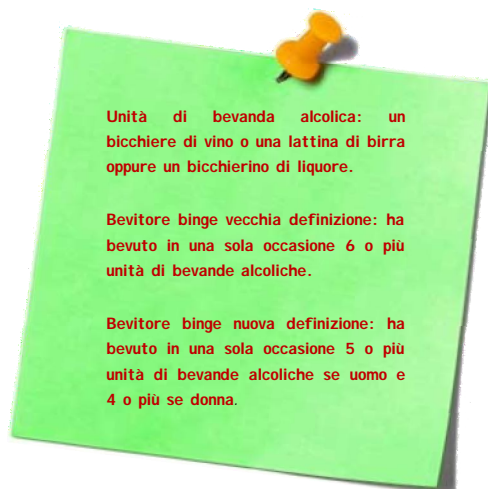 Unità di bevanda alcolica: un
bicchiere di vino o una lattina di birra
oppure un bicchierino di liquore.
Bevitore binge vecchia definizione: ha
bevuto in una sola occasione 6 o più
unità di bevande alcoliche.
Bevitore binge nuova definizione: ha
bevuto in una sola occasione 5 o più
unità di bevande alcoliche se uomo e
4 o più se donna.